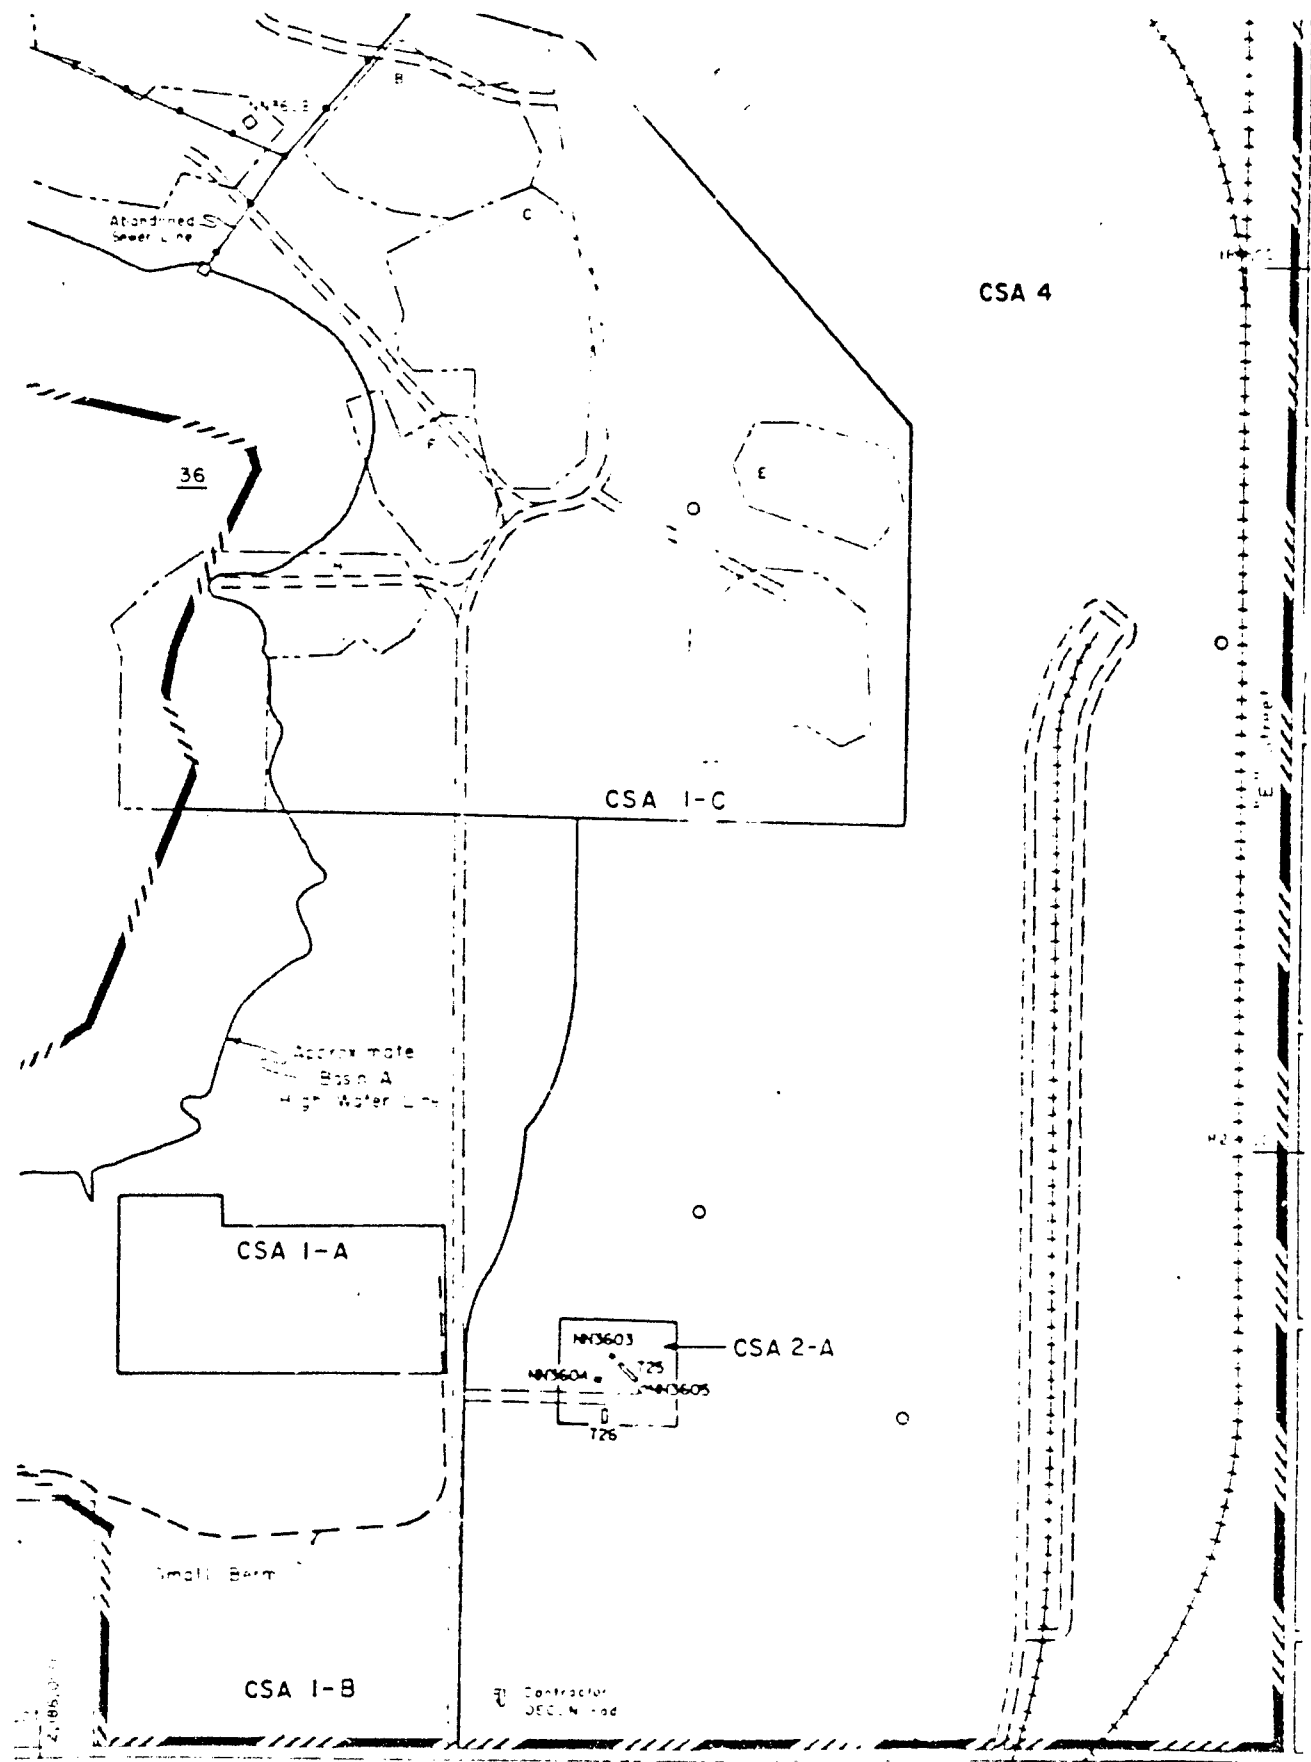 B
C
Abandoned
Sewer Line
CSA 4
F
36
E
H
"E" Street
CSA 1-C
Approximate
Basin A
High Water Line
CSA 1-A
NN3603
CSA 2-A
T25
NN3604
NN3605
T26
Small Berm
CSA 1-B
Contractor